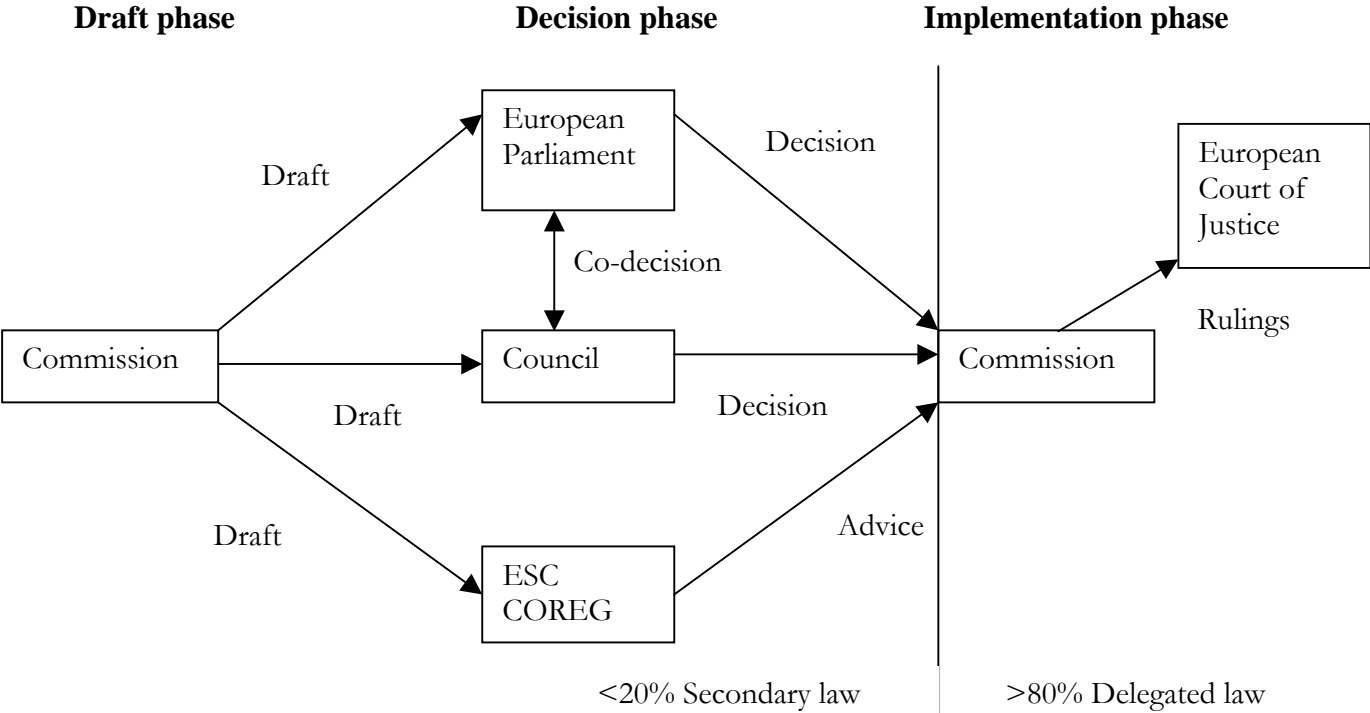 Draft phase
Decision phase
Implementation phase
European
Parliament
Decision
European
Court of
Justice
Draft
Co-decision
Rulings
Commission
Council
Commission
Draft
Decision
Draft
Advice
ESC
COREG
<20% Secondary law
>80% Delegated law